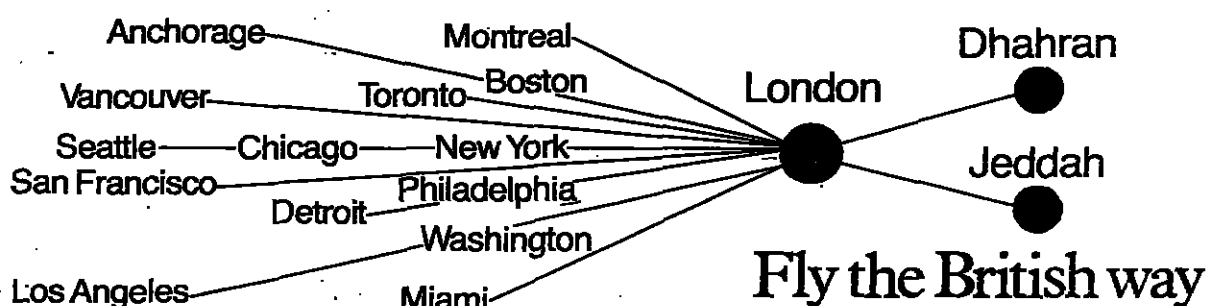 Anchorage
Montreal
Dhahran
Boston
London
Vancouver
Toronto
Seattle
Chicago
New York
Jeddah
San Francisco
Philadelphia
Detroit
Washington
Fly the British way
Los Angeles
Miami